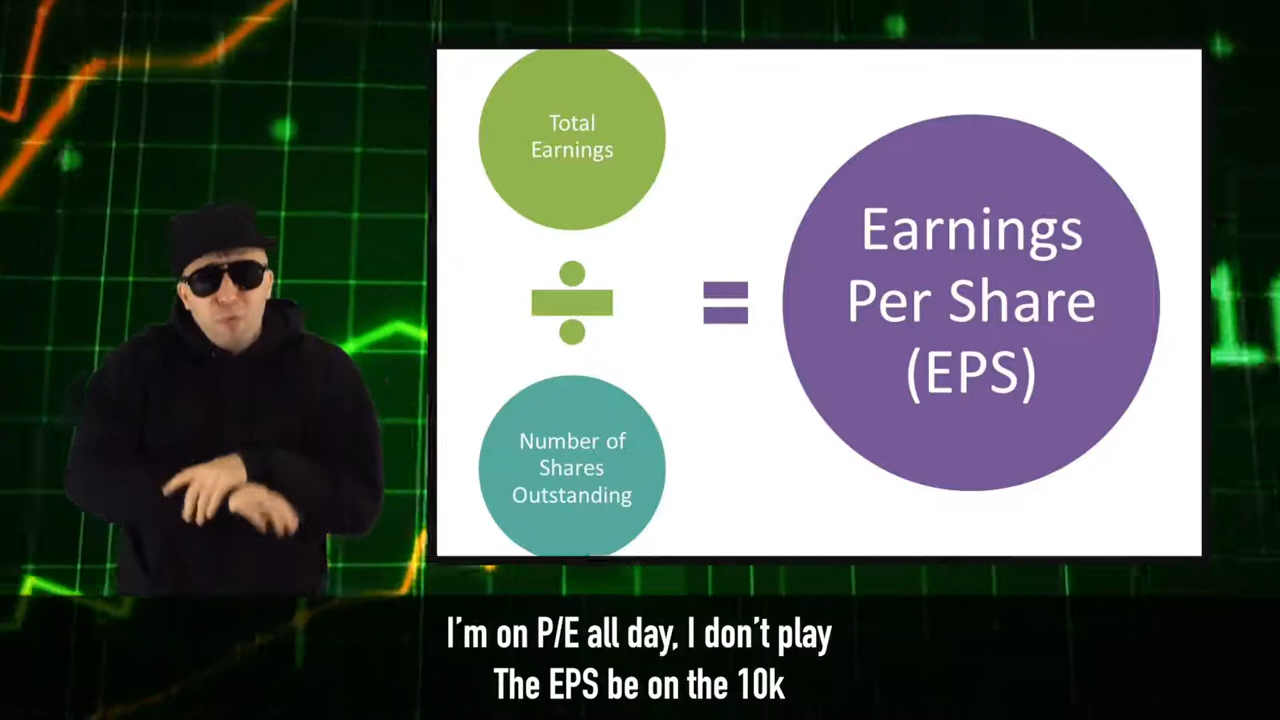 Total
Earnings
Number of
Shares
Outstanding
Earnings
Per Share
(EPS)
I'm on P/E all day, I don't play
The EPS be on the 10k